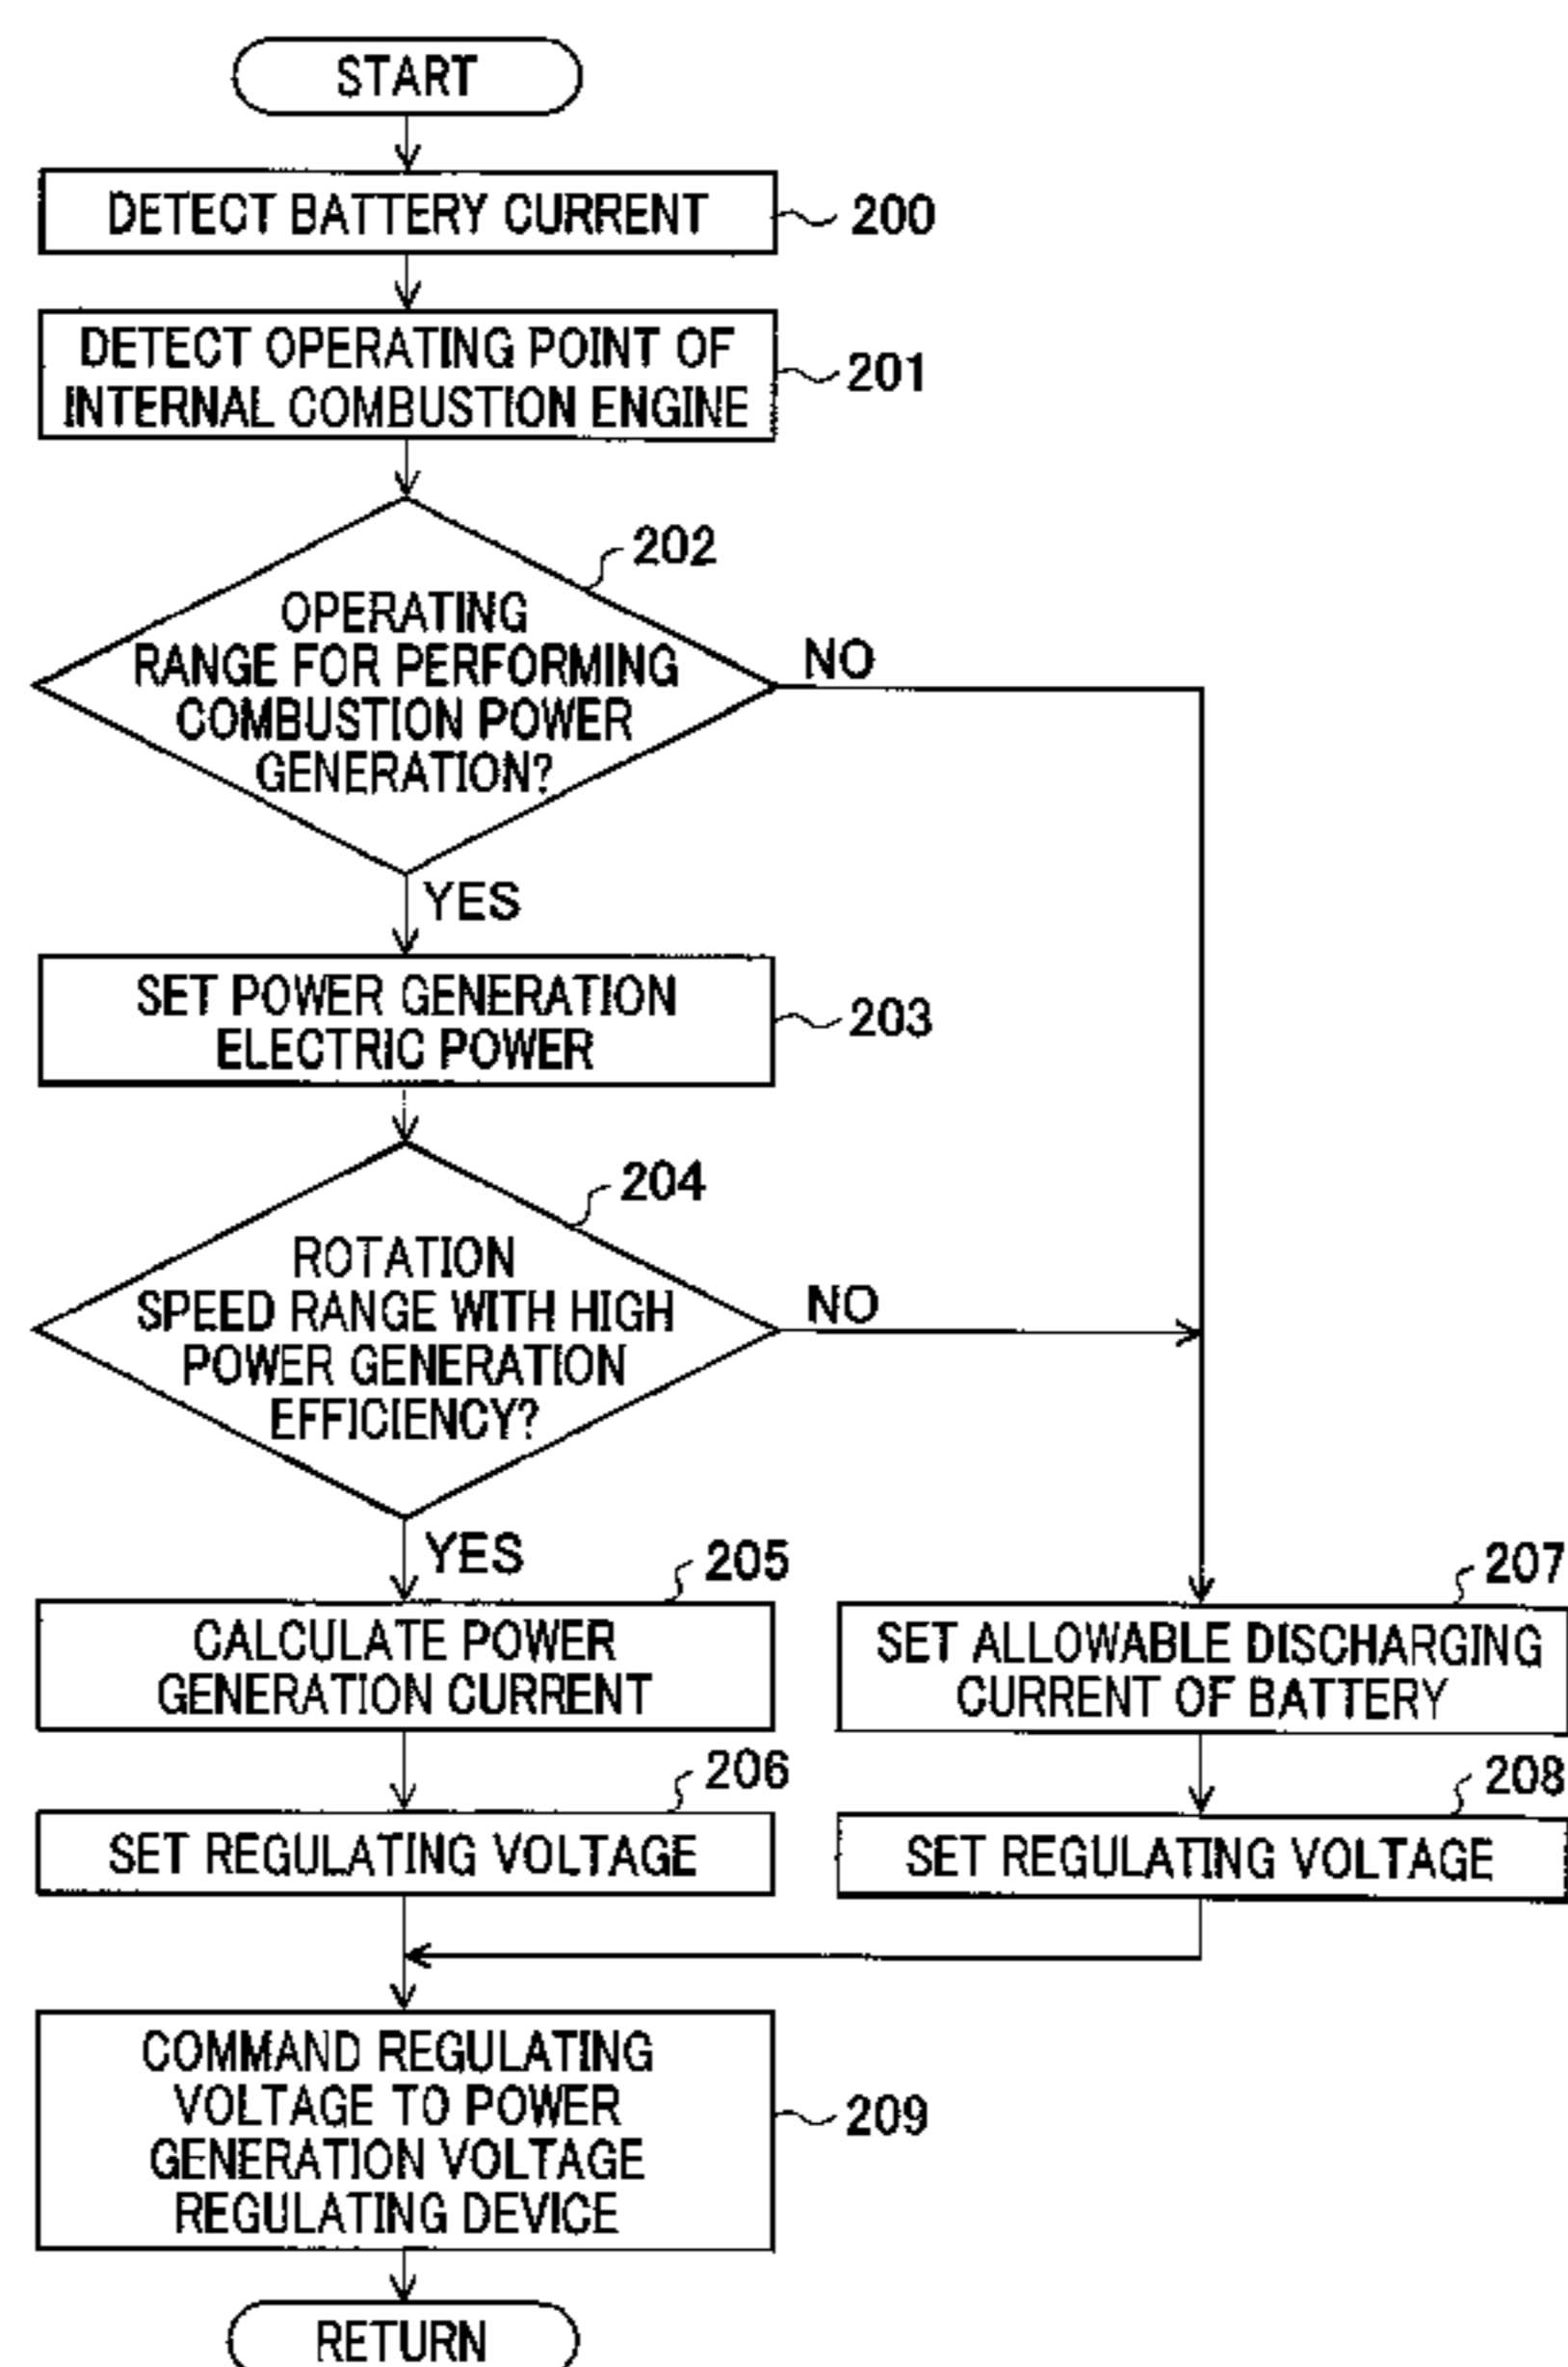 START
DETECT BATTERY CURRENT
200
DETECT OPERATING POINT OF
INTERNAL COMBUSTION ENGINE
201
202
OPERATING
RANGE FOR PERFORMING
COMBUSTION POWER
GENERATION?
NO
YES
SET POWER GENERATION
ELECTRIC POWER
203
204
ROTATION
SPEED RANGE WITH HIGH
POWER GENERATION
EFFICIENCY?
NO
YES
205
CALCULATE POWER
GENERATION CURRENT
207
SET ALLOWABLE DISCHARGING
CURRENT OF BATTERY
206
SET REGULATING VOLTAGE
208
SET REGULATING VOLTAGE
COMMAND REGULATING
VOLTAGE TO POWER
GENERATION VOLTAGE
REGULATING DEVICE
209
RETURN